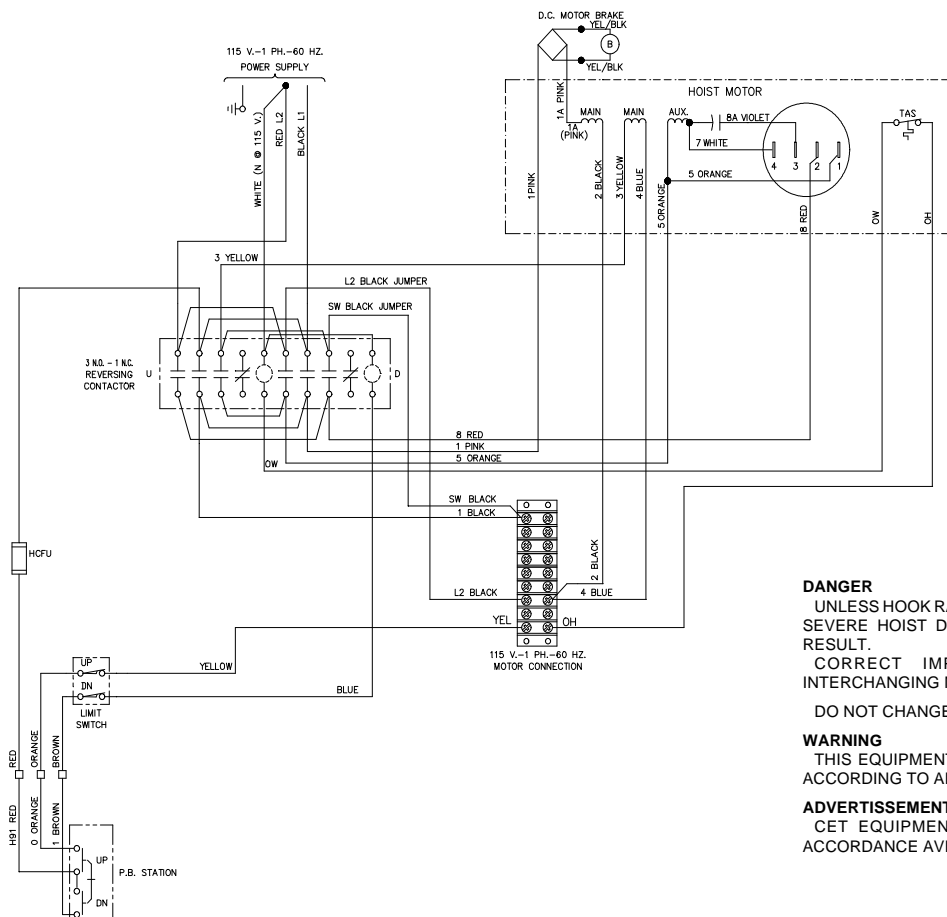 D.C. MOTOR BRAKE
YEL/BLK
B
YEL/BLK
115 V.-1 PH.-60 HZ.
POWER SUPPLY
WHITE (N @ 115 V.)
RED L2
BLACK L1
HOIST MOTOR
1A PINK
1A
(PINK)
MAIN
MAIN
AUX.
8A VIOLET
7 WHITE
4 3 2 1
TAS
5 ORANGE
1PINK
2 BLACK
3 YELLOW
4BLUE
5 ORANGE
8 RED
OW
OH
3 YELLOW
L2 BLACK JUMPER
SW BLACK JUMPER
3 N.O. - 1 N.C.
REVERSING
CONTACTOR
U
D
8 RED
1 PINK
5 ORANGE
OW
SW BLACK
1 BLACK
HCFU
2 BLACK
L2 BLACK
4 BLUE
YEL
OH
115 V.-1 PH.-60 HZ.
MOTOR CONNECTION
UP
YELLOW
DN
BLUE
LIMIT
SWITCH
RED
ORANGE
BROWN
H91 RED
0 ORANGE
1 BROWN
UP
P.B. STATION
DN
DANGER
UNLESS HOOK
SEVERE HOIST
RESULT.
CORRECT
INTERCHANGING
DO NOT CHANGE
WARNING
THIS EQUIPMENT
ACCORDING TO
ADVERTISSEMENT
CET EQUIPMEN
ACCORDANCE